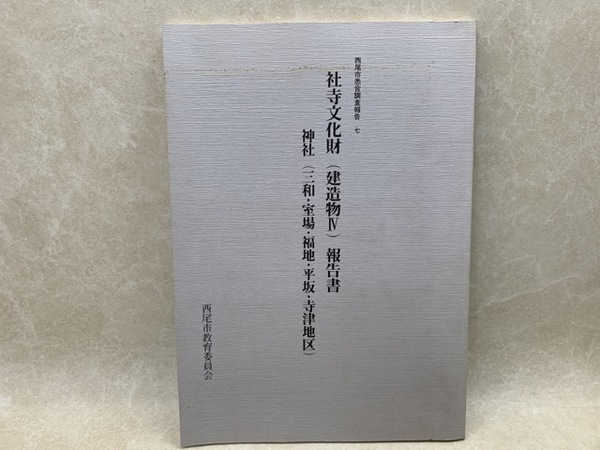 西尾市悉皆調査報告 七
社寺文化財（建造物Ⅳ）報告書
神社（三和・室場・福地・平坂・寺津地区）
西尾市教育委員会